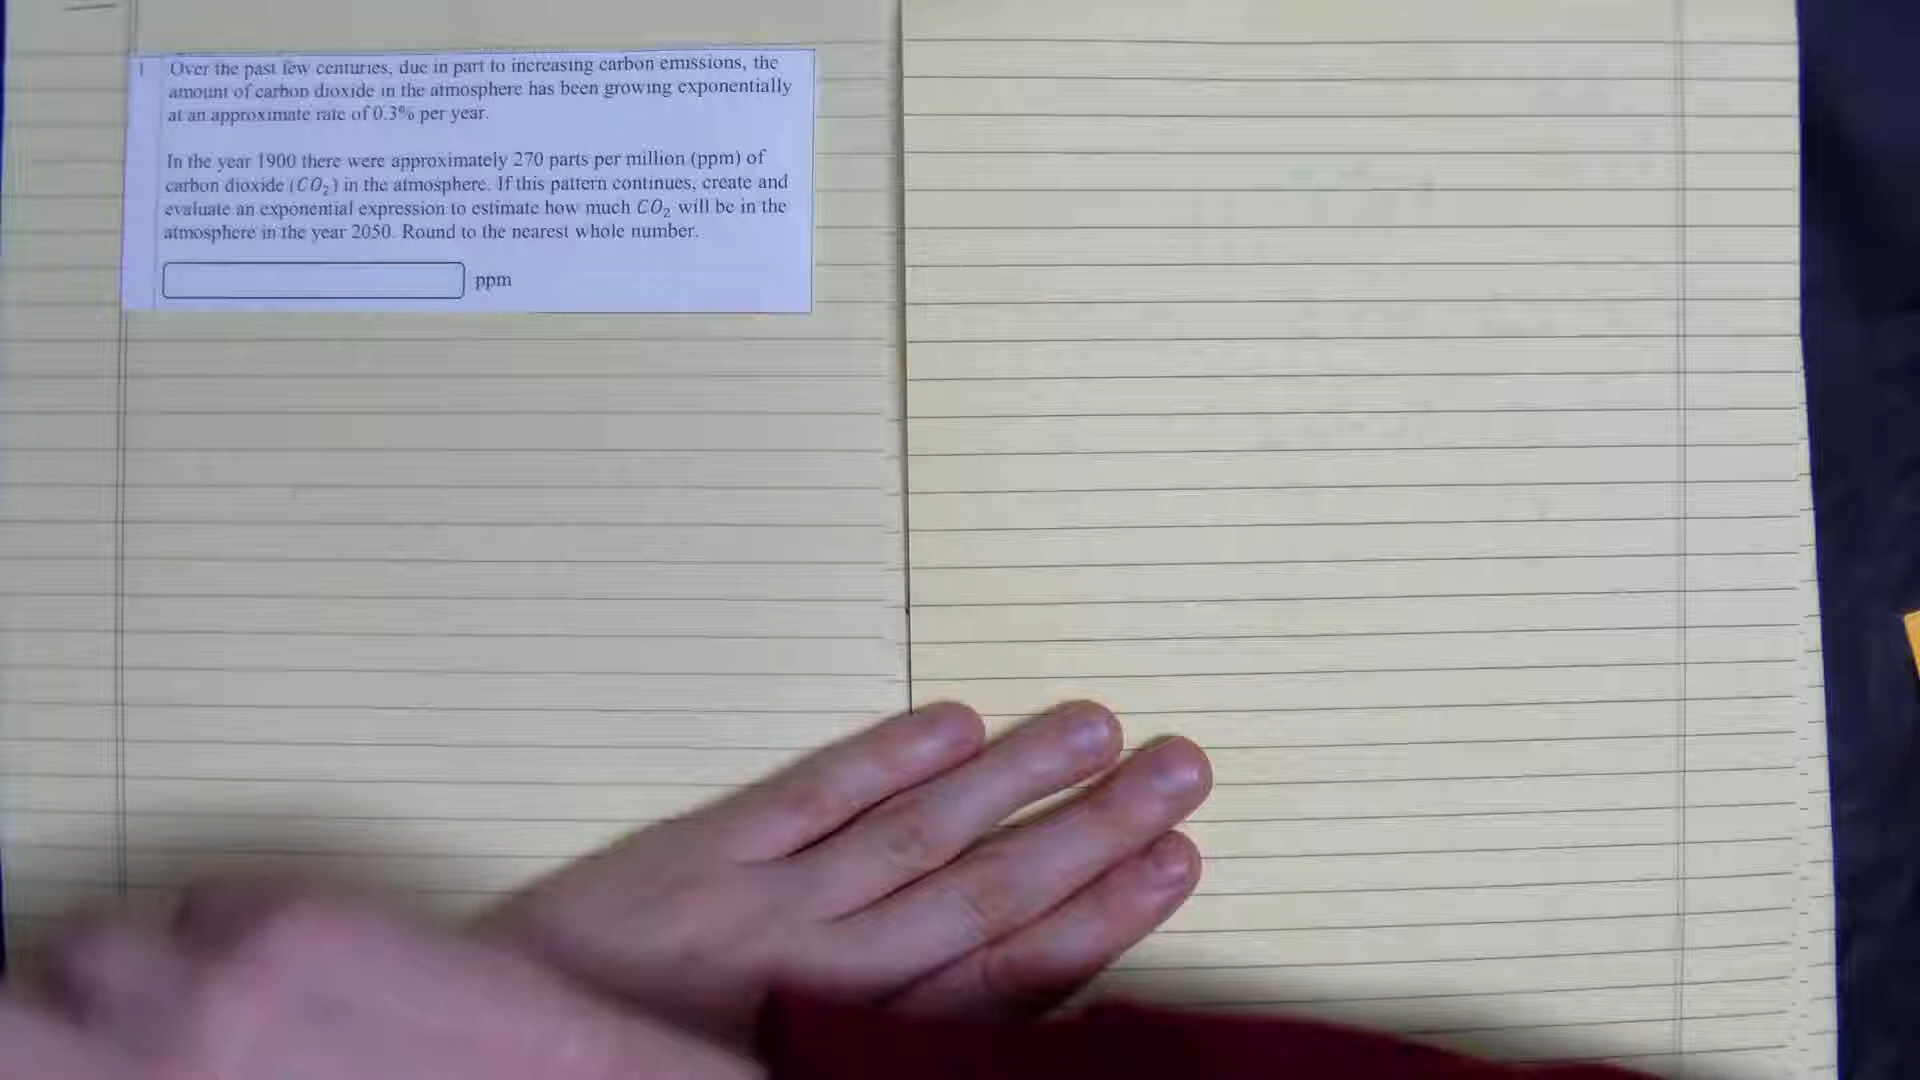 1 Over the past few centuries, due in part to increasing carbon emissions, the
amount of carbon dioxide in the atmosphere has been growing exponentially
at an approximate rate of 0.3% per year.
In the year 1900 there were approximately 270 parts per million (ppm) of
carbon dioxide (CO₂) in the atmosphere. If this pattern continues, create and
evaluate an exponential expression to estimate how much CO₂ will be in the
atmosphere in the year 2050. Round to the nearest whole number.
ppm